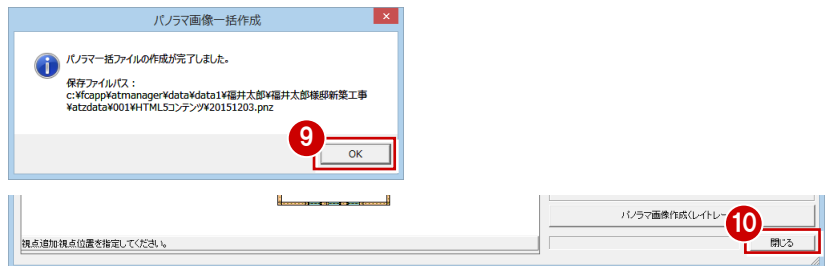 パノラマ画像一括作成
パノラマ一括ファイルの作成が完了しました。
保存ファイルパス：
c:¥fcapp¥atmanager¥data¥data1¥福井太郎¥福井太郎様邸新築工事
¥atzdata¥001¥HTML5コンテンツ¥20151203.pnz
9
OK
パノラマ画像作成(レイトレー
10
視点追加視点位置を指定してください。
閉じる